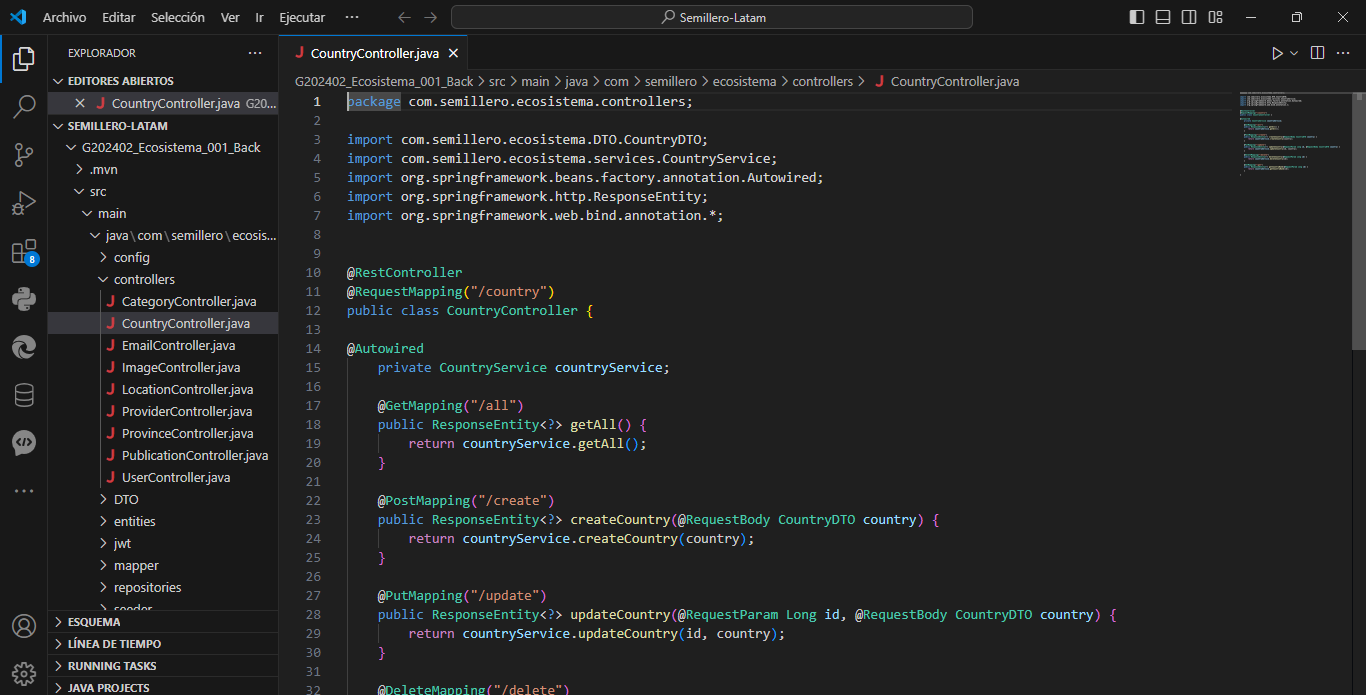 Archivo Editar Selección Ver Ir Ejecutar ··· Semillero-Latam
EXPLORADOR ···
EDITORES ABIERTOS
CountryController.java G20...
SEMILLERO-LATAM
G202402_Ecosistema_001_Back
.mvn
src
main
java\com\semillero\ecosis...
config
controllers
CategoryController.java
CountryController.java
EmailController.java
ImageController.java
LocationController.java
ProviderController.java
ProvinceController.java
PublicationController.java
UserController.java
DTO
entities
jwt
mapper
repositories
seeder
ESQUEMA
LÍNEA DE TIEMPO
RUNNING TASKS
JAVA PROJECTS
8
CountryController.java
G202402_Ecosistema_001_Back > src > main > java > com > semillero > ecosistema > controllers > CountryController.java
1 package com.semillero.ecosistema.controllers;
2
3 import com.semillero.ecosistema.DTO.CountryDTO;
4 import com.semillero.ecosistema.services.CountryService;
5 import org.springframework.beans.factory.annotation.Autowired;
6 import org.springframework.http.ResponseEntity;
7 import org.springframework.web.bind.annotation.*;
8
9
10 @RestController
11 @RequestMapping("/country")
12 public class CountryController {
13
14 @Autowired
15 private CountryService countryService;
16
17 @GetMapping("/all")
18 public ResponseEntity<?> getAll() {
19 return countryService.getAll();
20 }
21
22 @PostMapping("/create")
23 public ResponseEntity<?> createCountry(@RequestBody CountryDTO country) {
24 return countryService.createCountry(country);
25 }
26
27 @PutMapping("/update")
28 public ResponseEntity<?> updateCountry(@RequestParam Long id, @RequestBody CountryDTO country) {
29 return countryService.updateCountry(id, country);
30 }
31
32 @DeleteMapping("/delete")